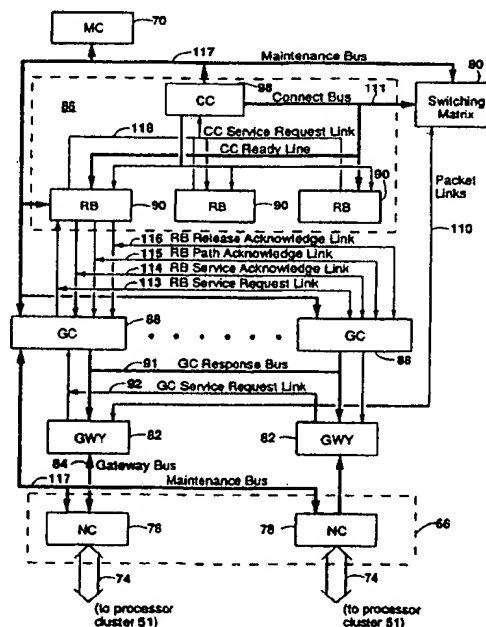 MC
70
117
Maintenance Bus
80
98
CC
Connect Bus
111
Switching Matrix
86
118
CC Service Request Link
CC Ready Line
90
RB
90
RB
90
RB
Packet Links
110
116 RB Release Acknowledge Link
115 RB Path Acknowledge Link
114 RB Service Acknowledge Link
113 RB Service Request Link
GC
88
GC
88
91
GC Response Bus
92
GC Service Request Link
GWY
82
82
GWY
84
Gateway Bus
117
Maintenance Bus
66
NC
78
78
NC
74
74
(to processor cluster 51)
(to processor cluster 51)